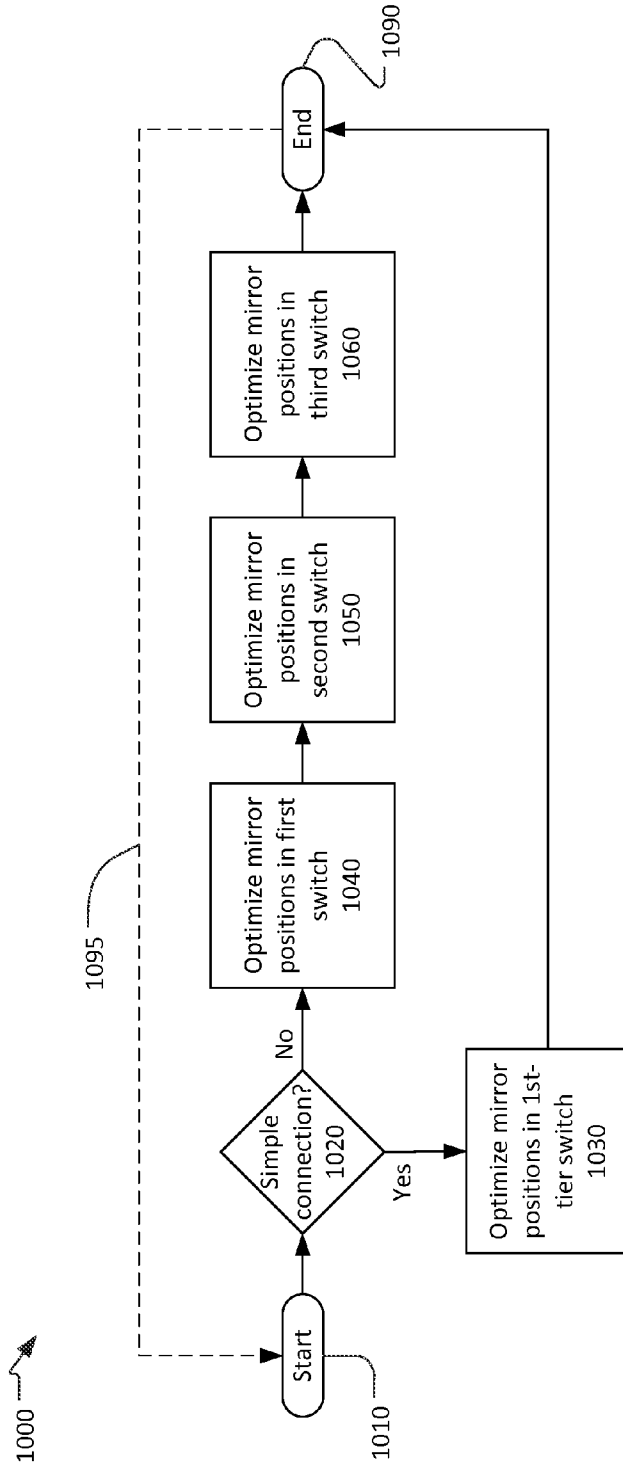 1000
1095
Start
1010
Simple
connection?
1020
No
Yes
Optimize mirror
positions in first
switch
1040
Optimize mirror
positions in
second switch
1050
Optimize mirror
positions in
third switch
1060
End
1090
Optimize mirror
positions in 1st-
tier switch
1030